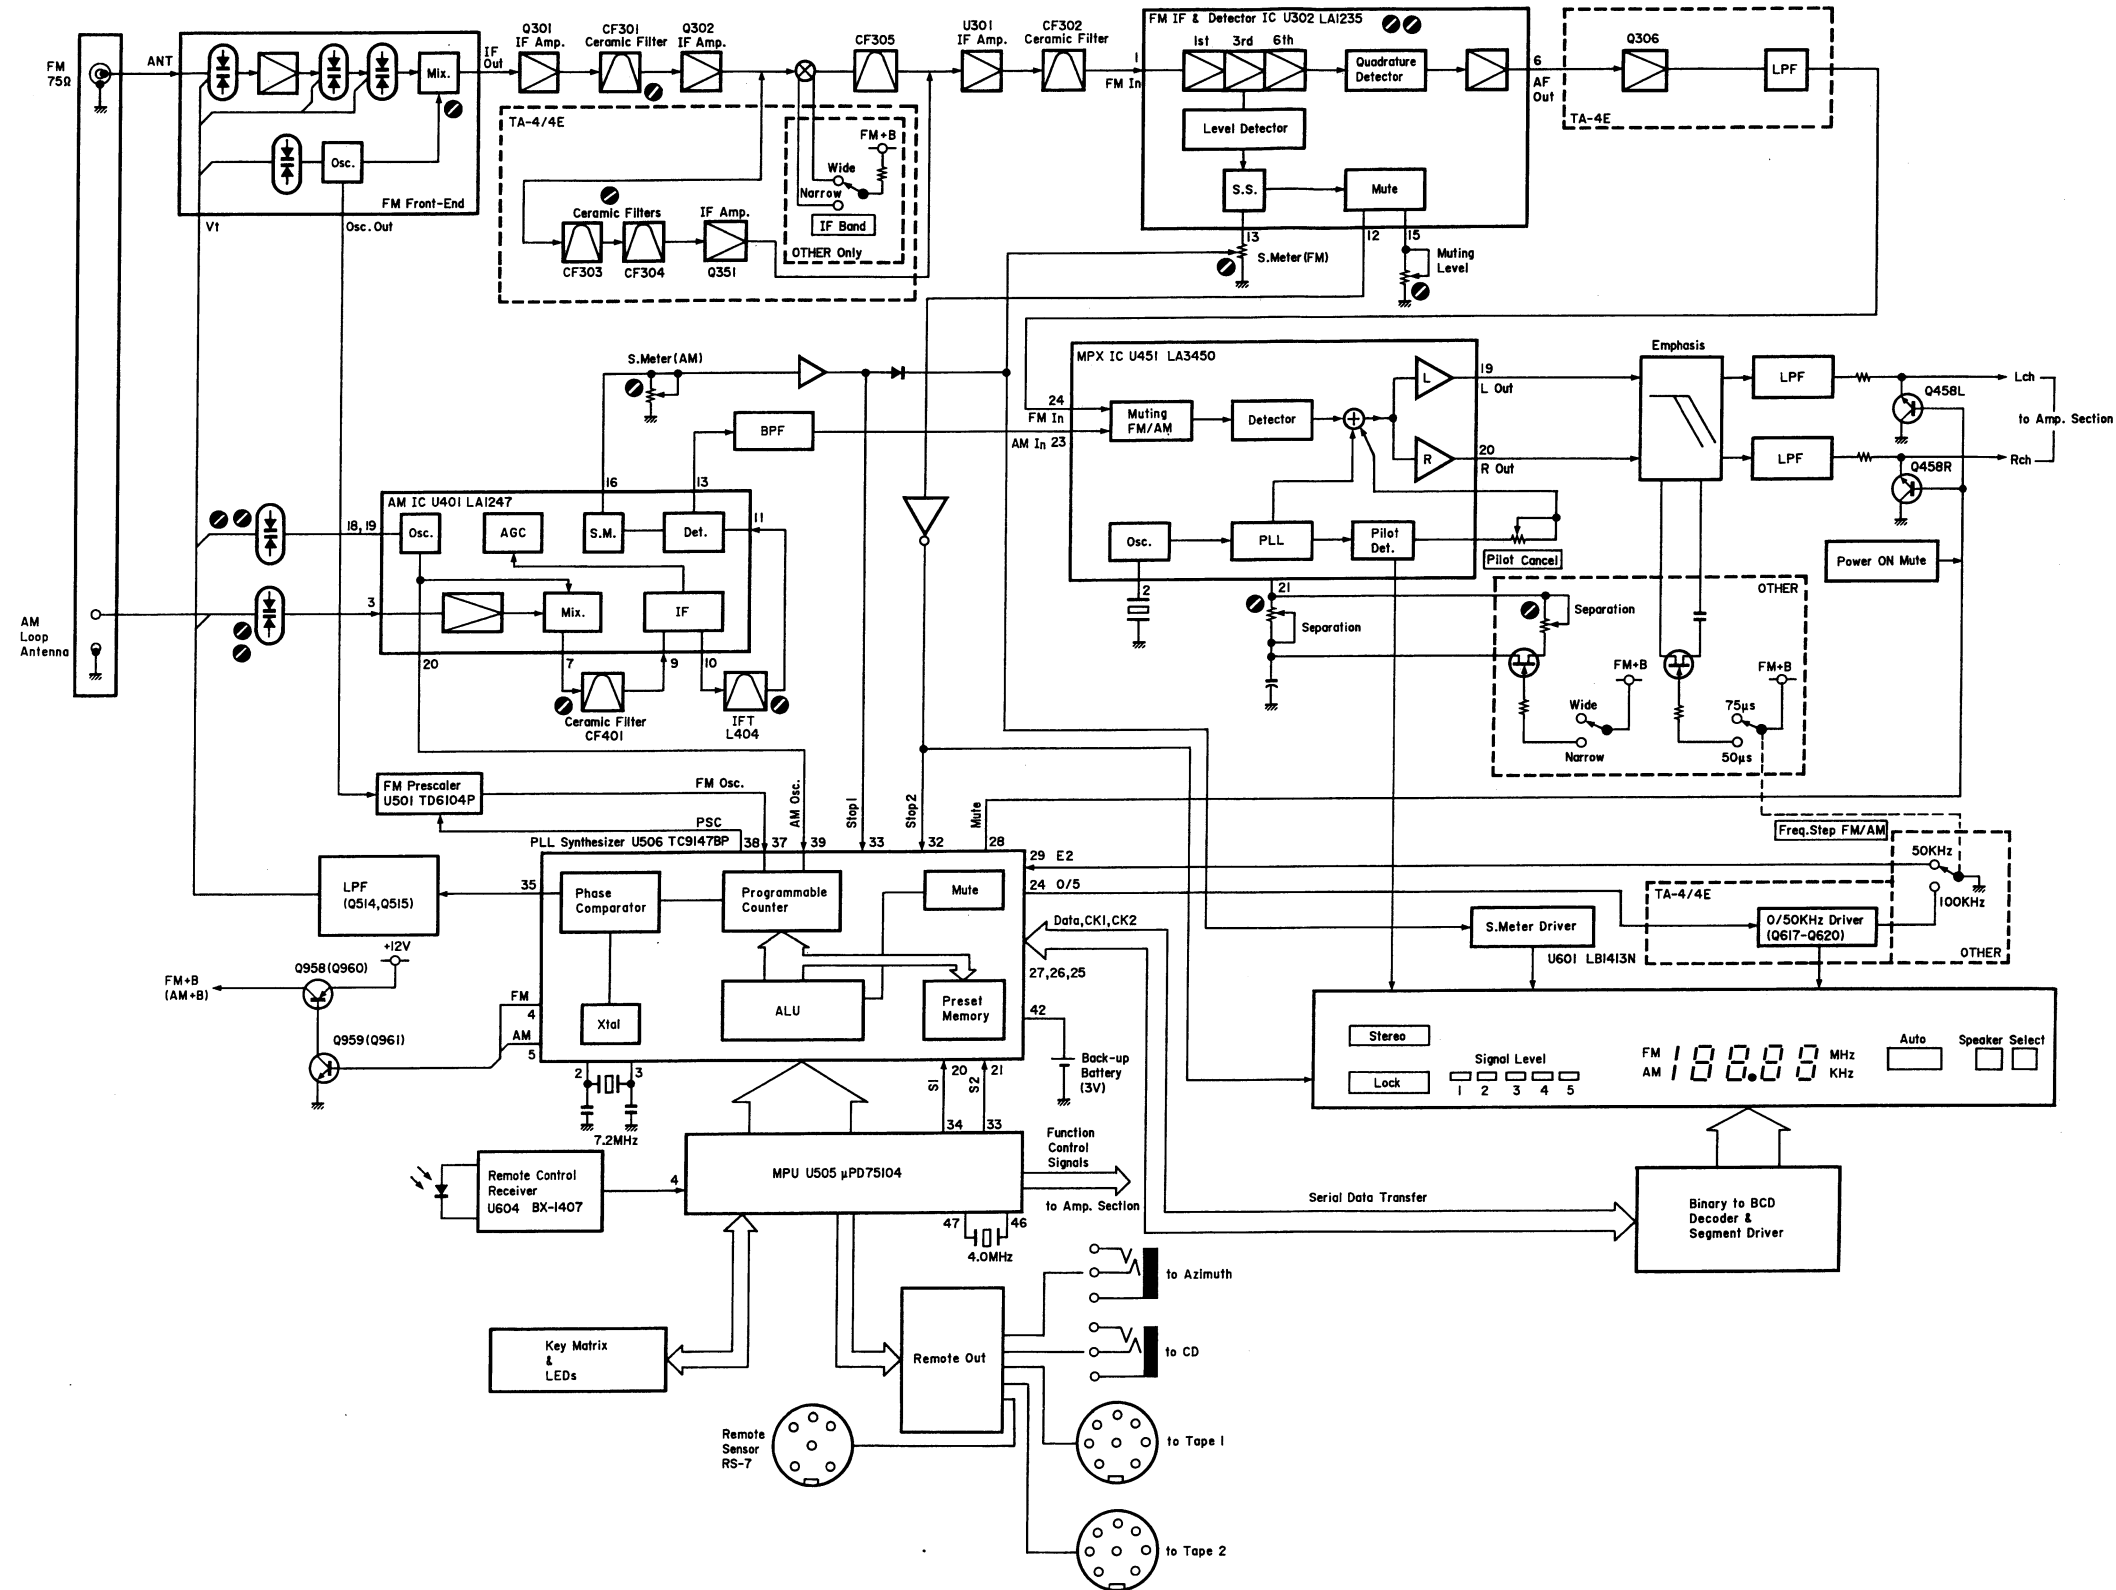 FM
75Ω
ANT
Mix.
Osc.
FM Front-End
Vt
Osc.Out
IF
Out
Q301
IF Amp.
CF301
Ceramic Filter
Q302
IF Amp.
CF305
U301
IF Amp.
CF302
Ceramic Filter
TA-4/4E
Ceramic Filters
CF303
CF304
IF Amp.
Q351
FM+B
Wide
Narrow
IF Band
OTHER Only
FM IF & Detector IC U302 LA1235
1
FM In
1st
3rd
6th
Quadrature
Detector
Level Detector
S.S.
Mute
6
AF
Out
13
12
15
S.Meter(FM)
Muting
Level
Q306
LPF
TA-4E
S.Meter(AM)
BPF
MPX IC U451 LA3450
24
FM In
AM In 23
Muting
FM/AM
Detector
L
R
19
L Out
20
R Out
Osc.
PLL
Pilot
Det.
Pilot Cancel
2
21
Separation
Emphasis
LPF
LPF
Lch
Q458L
to Amp. Section
Rch
Q458R
Power ON Mute
OTHER
Separation
FM+B
Wide
Narrow
FM+B
75µs
50µs
AM IC U401 LA1247
16
13
11
18,19
Osc.
AGC
S.M.
Det.
3
Mix.
IF
20
7
9
10
Ceramic Filter
CF401
IFT
L404
AM
Loop
Antenna
FM Prescaler
U501 TD6104P
FM Osc.
PSC
AM Osc.
Stop1
Stop2
Mute
PLL Synthesizer U506 TC9147BP
38
37
39
33
32
28
LPF
(Q514,Q515)
35
Phase
Comparator
Programmable
Counter
Mute
Xtal
ALU
Preset
Memory
29 E2
24 0/5
Data,CK1,CK2
27,26,25
42
Back-up
Battery
(3V)
+12V
Q958(Q960)
FM+B
(AM+B)
Q959(Q961)
FM
4
AM
5
2
3
7.2MHz
S1
20
S2
21
34
33
Freq.Step FM/AM
50KHz
100KHz
TA-4/4E
0/50KHz Driver
(Q617-Q620)
OTHER
S.Meter Driver
U601 LB1413N
Stereo
Lock
Signal Level
1 2 3 4 5
FM
AM
188.88
MHz
KHz
Auto
Speaker Select
Remote Control
Receiver
U604 BX-1407
4
MPU U505 µPD75104
47
46
4.0MHz
Function
Control
Signals
to Amp. Section
Serial Data Transfer
Binary to BCD
Decoder &
Segment Driver
Key Matrix
&
LEDs
Remote Out
to Azimuth
to CD
Remote
Sensor
RS-7
to Tape 1
to Tape 2